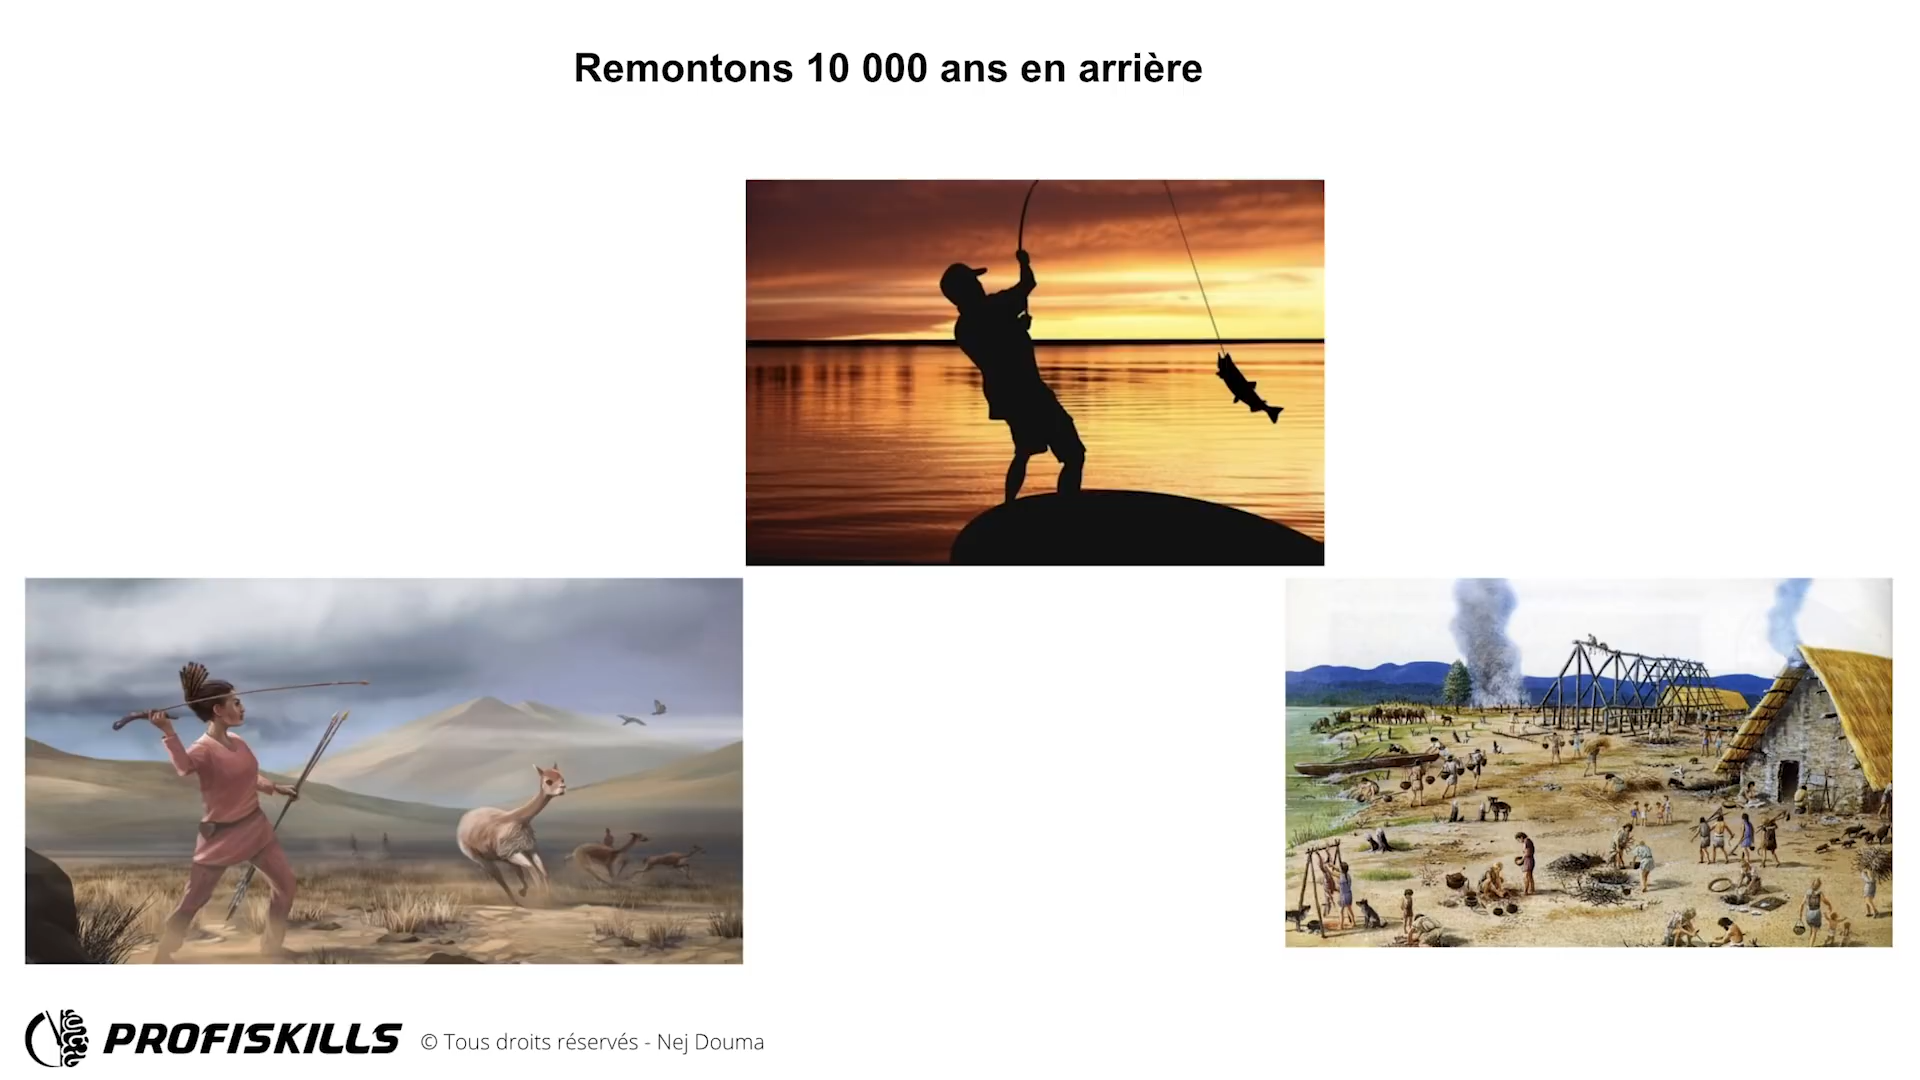 Remontons 10 000 ans en arrière
PROFISKILLS
© Tous droits réservés - Nej Douma